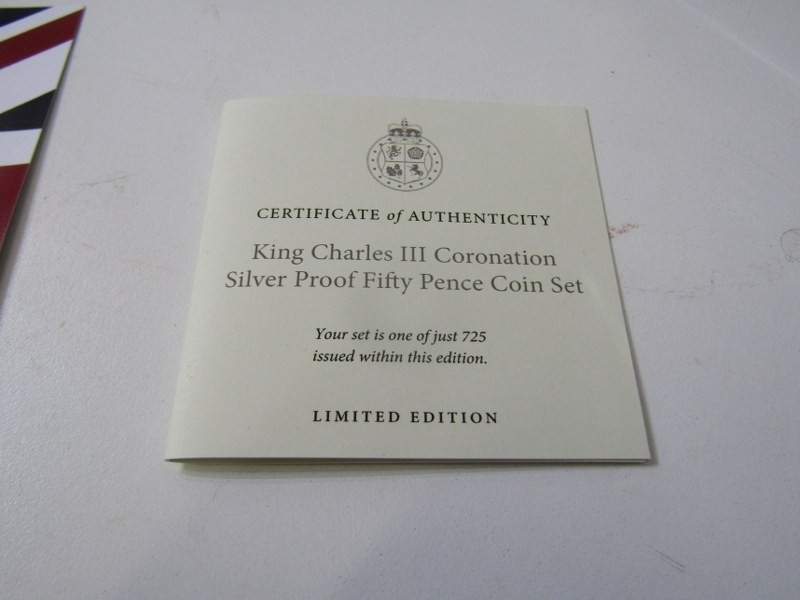 CERTIFICATE of AUTHENTICITY
King Charles III Coronation
Silver Proof Fifty Pence Coin Set
Your set is one of just 725
issued within this edition.
LIMITED EDITION